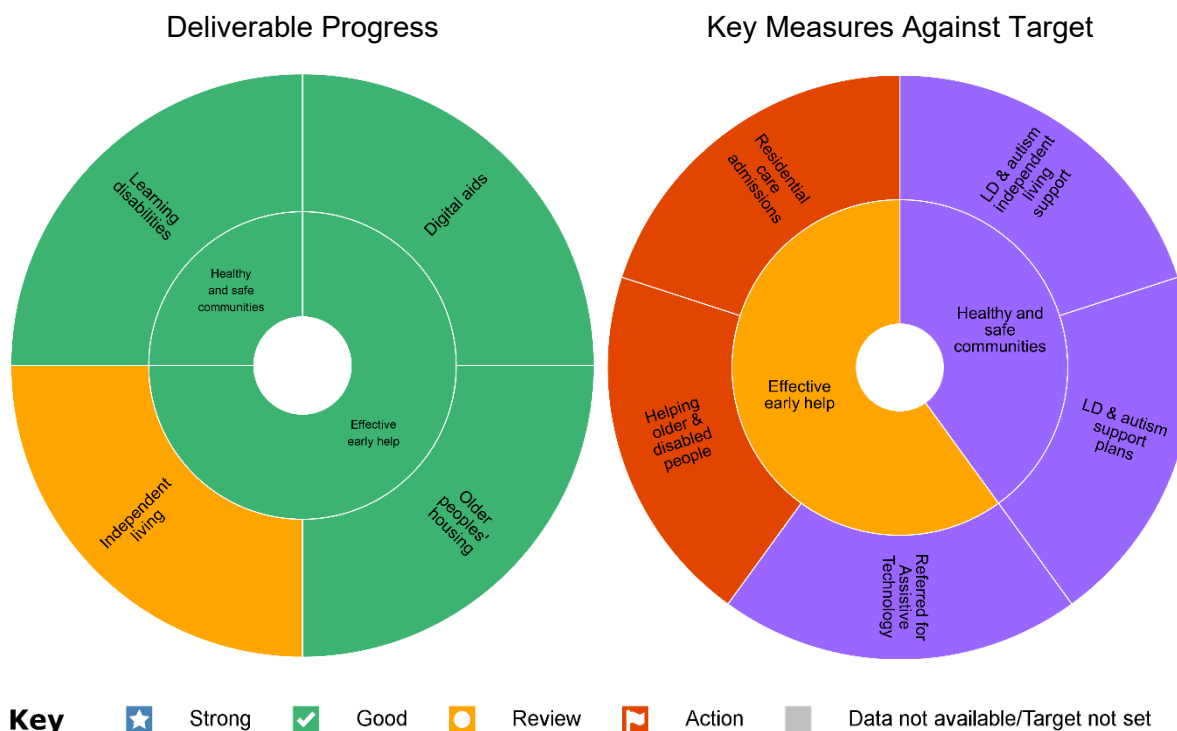 Deliverable Progress
Key Measures Against Target
Learning
disabilities
Digital aids
Healthy
and safe
communities
Effective
early help
Independent
living
Older
peoples'
housing
Residential
care
admissions
LD & autism
independent
living
support
Healthy and
safe
communities
Effective
early help
Helping
older &
disabled
people
LD & autism
support
plans
Referred for
Assistive
Technology
Key Strong Good Review Action Data not available/Target not set